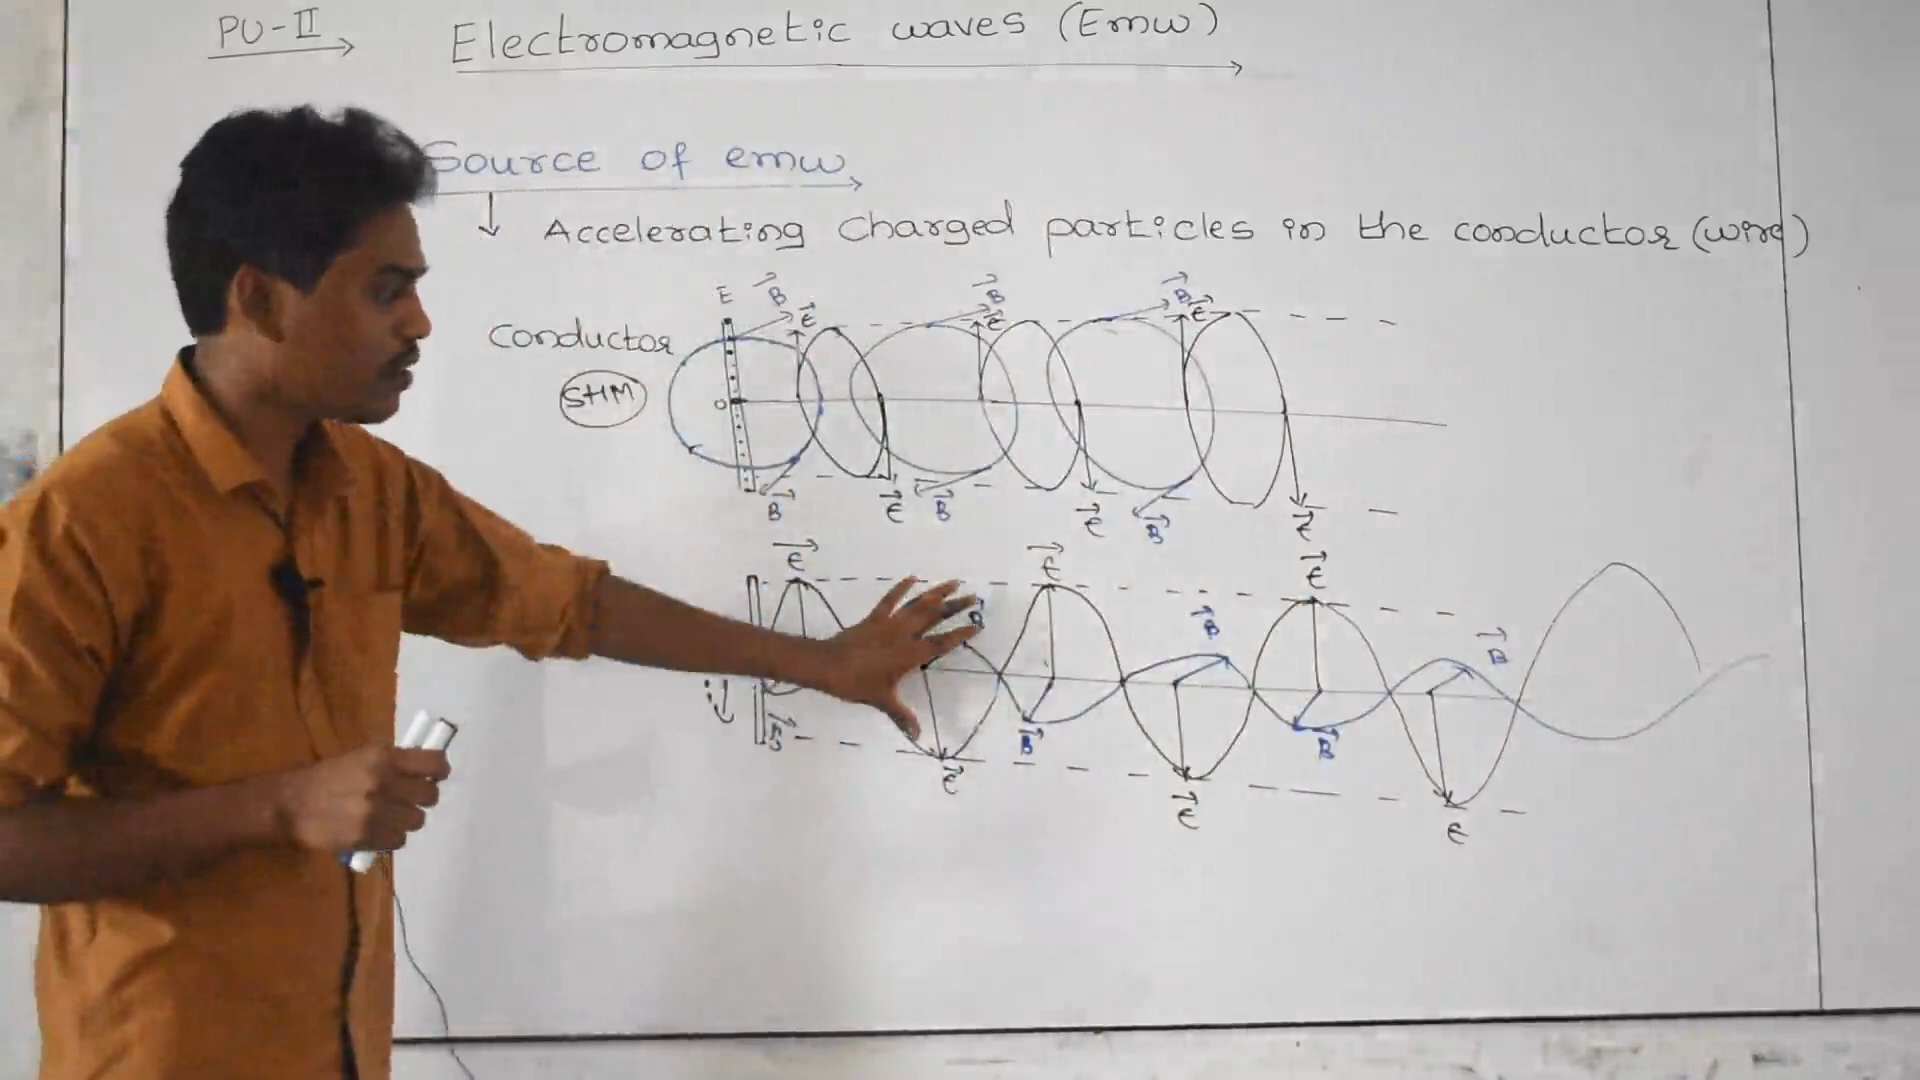 PU-II
Electromagnetic waves (Emw)
Source of emw
Accelerating Charged particles in the conductor (wire)
E B E B E B E
Conductor
SHM
O
B E B E B E
E E E
B B B
B B B
E E E